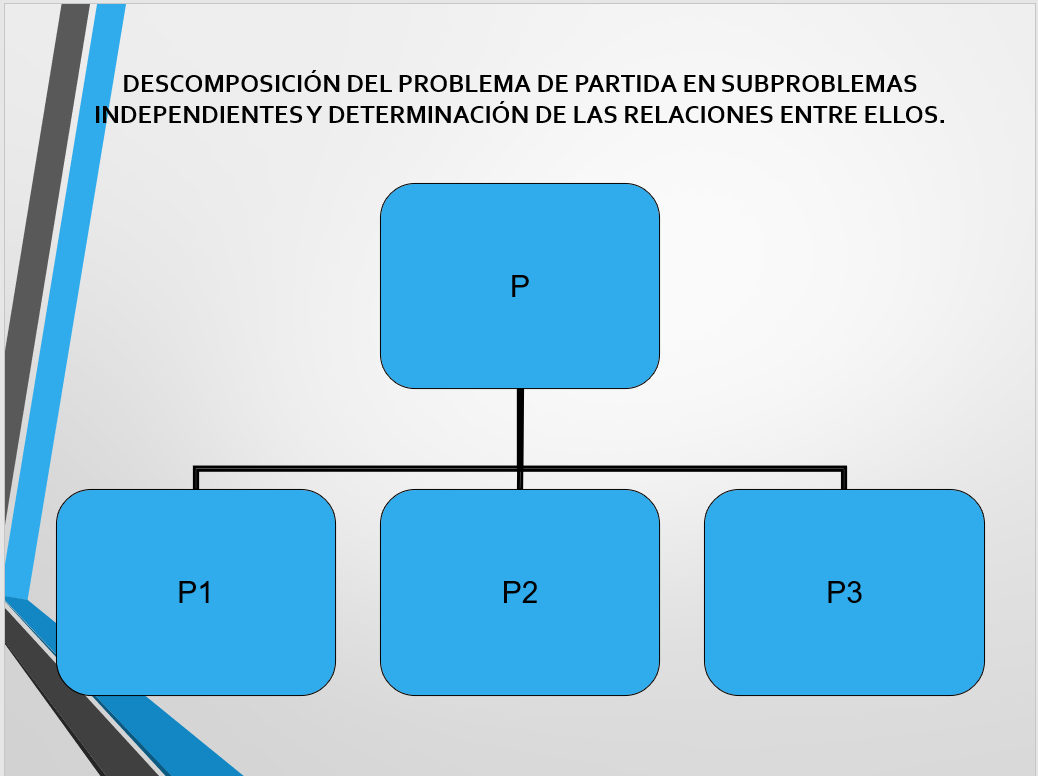 DESCOMPOSICIÓN DEL PROBLEMA DE PARTIDA EN SUBPROBLEMAS
INDEPENDIENTES Y DETERMINACIÓN DE LAS RELACIONES ENTRE ELLOS.
P
P1
P2
P3